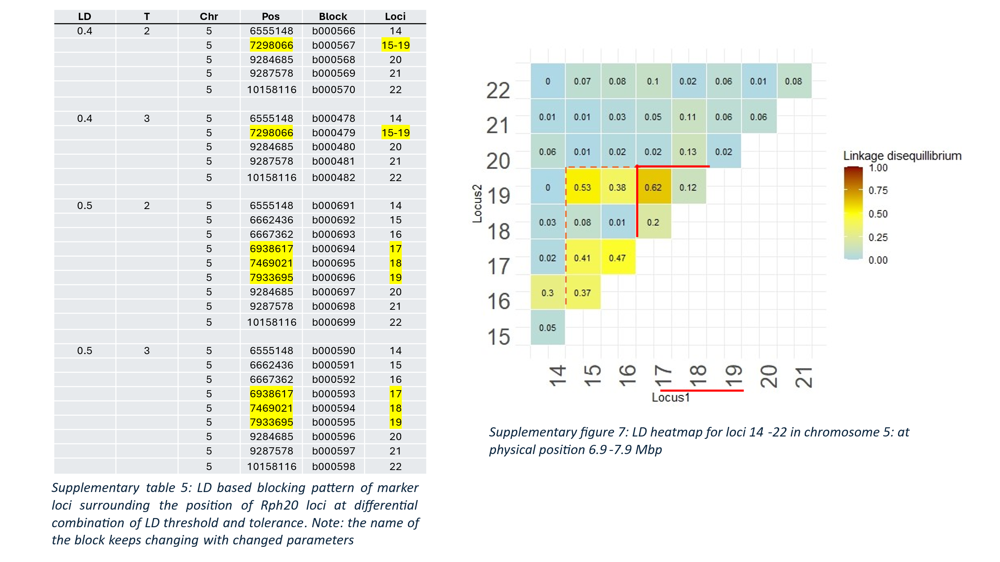 LD T Chr Pos Block Loci
0.4 2 5 6555148 b000566 14
5 7298066 b000567 15-19
5 9284685 b000568 20
5 9287578 b000569 21
5 10158116 b000570 22
0.4 3 5 6555148 b000478 14
5 7298066 b000479 15-19
5 9284685 b000480 20
5 9287578 b000481 21
5 10158116 b000482 22
0.5 2 5 6555148 b000691 14
5 6662436 b000692 15
5 6667362 b000693 16
5 6938617 b000694 17
5 7469021 b000695 18
5 7933695 b000696 19
5 9284685 b000697 20
5 9287578 b000698 21
5 10158116 b000699 22
0.5 3 5 6555148 b000590 14
5 6662436 b000591 15
5 6667362 b000592 16
5 6938617 b000593 17
5 7469021 b000594 18
5 7933695 b000595 19
5 9284685 b000596 20
5 9287578 b000597 21
5 10158116 b000598 22
Supplementary table 5: LD based blocking pattern of marker
loci surrounding the position of Rph20 loci at differential
combination of LD threshold and tolerance. Note: the name of
the block keeps changing with changed parameters
22 0 0.07 0.08 0.1 0.02 0.06 0.01 0.08
21 0.01 0.01 0.03 0.05 0.11 0.06 0.06
20 0.06 0.01 0.02 0.02 0.13 0.02
19 0 0.53 0.38 0.62 0.12
18 0.03 0.08 0.01 0.2
17 0.02 0.41 0.47
16 0.3 0.37
15 0.05
14 15 16 17 18 19 20 21
Locus2
Locus1
Linkage disequillibrium
1.00
0.75
0.50
0.25
0.00
Supplementary figure 7: LD heatmap for loci 14 -22 in chromosome 5: at
physical position 6.9 -7.9 Mbp